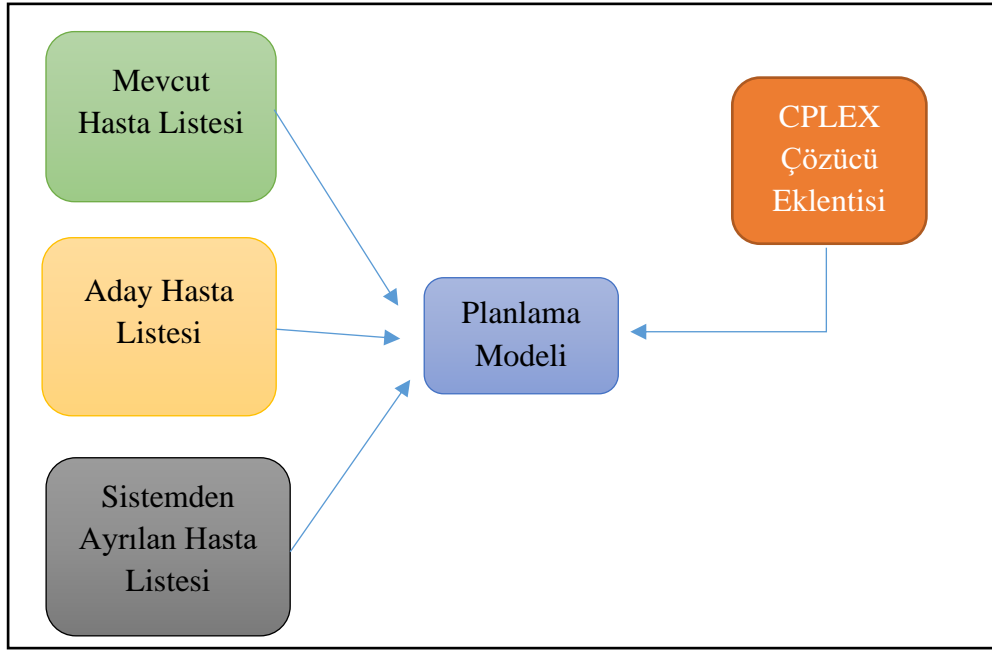 Mevcut
Hasta Listesi
Aday Hasta
Listesi
Sistemden
Ayrılan Hasta
Listesi
Planlama
Modeli
CPLEX
Çözücü
Eklentisi